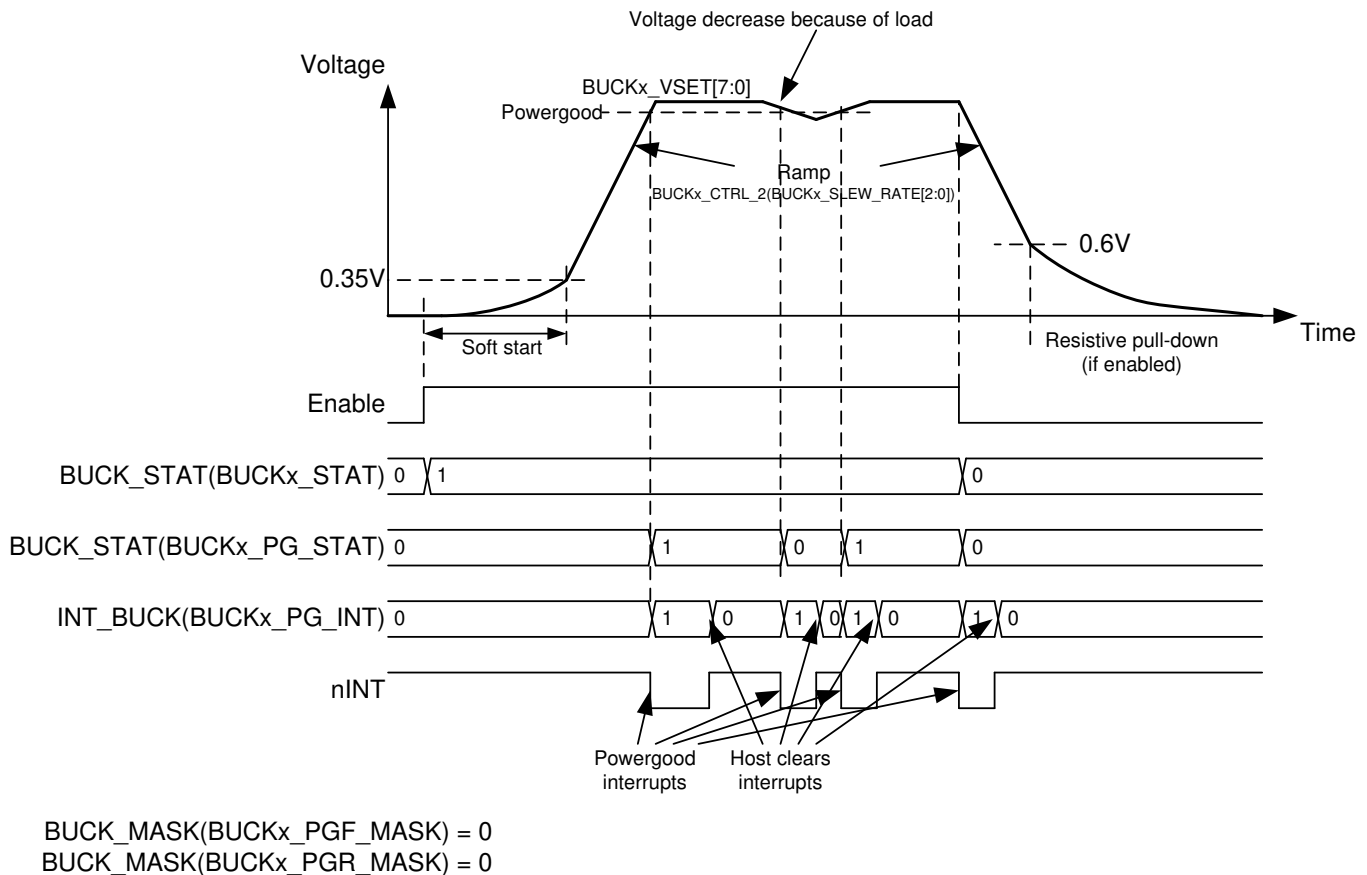 Voltage decrease because of load
Voltage
BUCKx_VSET[7:0]
Powergood
Ramp
BUCKx_CTRL_2(BUCKx_SLEW_RATE[2:0])
0.6V
0.35V
Time
Soft start
Resistive pull-down
(if enabled)
Enable
BUCK_STAT(BUCKx_STAT) 0 1 0
BUCK_STAT(BUCKx_PG_STAT) 0 1 0 1 0
INT_BUCK(BUCKx_PG_INT) 0 1 0 1 0 1 0 1 0
nINT
Powergood
interrupts
Host clears
interrupts
BUCK_MASK(BUCKx_PGF_MASK) = 0
BUCK_MASK(BUCKx_PGR_MASK) = 0